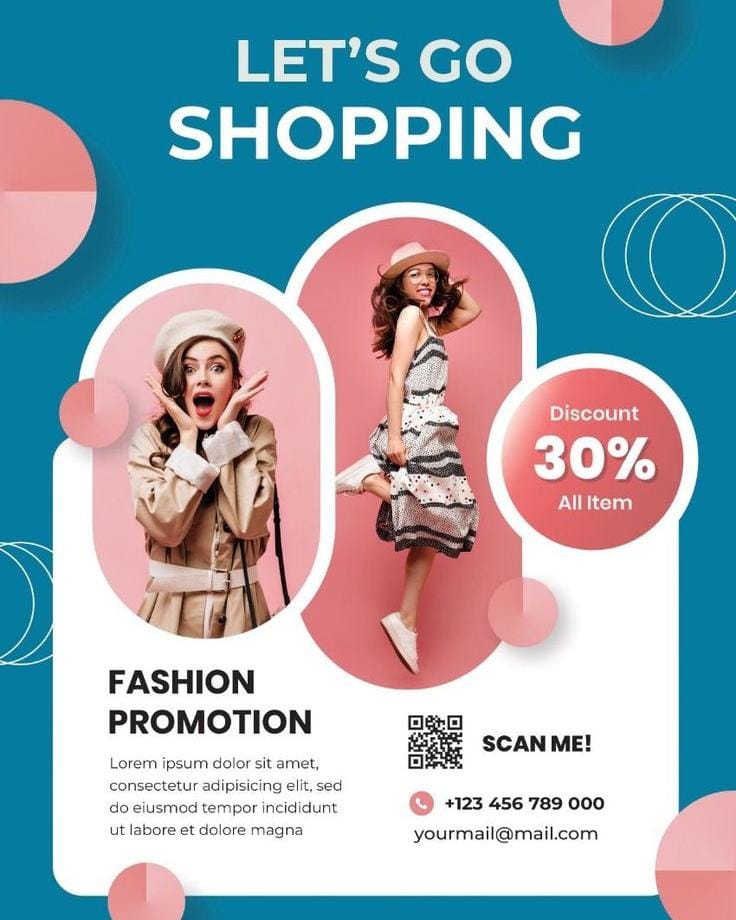 LET’S GO
SHOPPING
Discount
30%
All Item
FASHION
PROMOTION
Lorem ipsum dolor sit amet,
consectetur adipisicing elit, sed
do eiusmod tempor incididunt
ut labore et dolore magna
SCAN ME!
+123 456 789 000
yourmail@mail.com